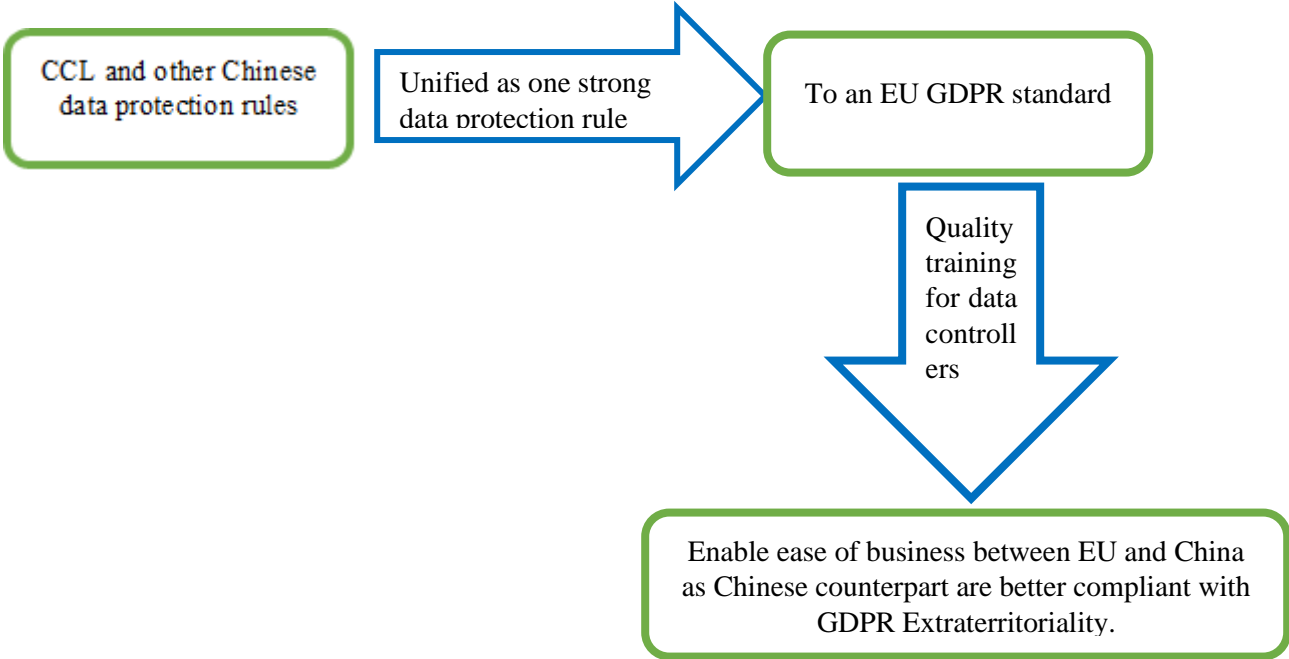 CCL and other Chinese
data protection rules
Unified as one strong
data protection rule
To an EU GDPR standard
Quality
training
for data
controll
ers
Enable ease of business between EU and China
as Chinese counterpart are better compliant with
GDPR Extraterritoriality.